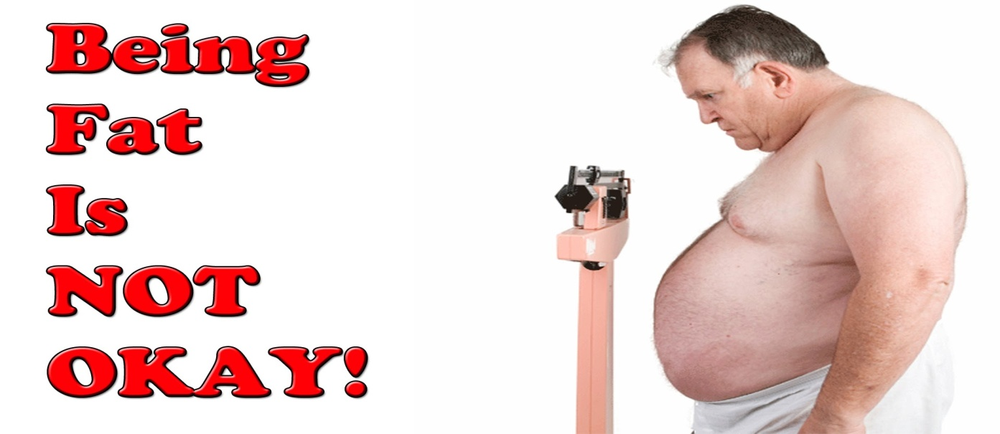 Being
Fat
Is
NOT
OKAY!